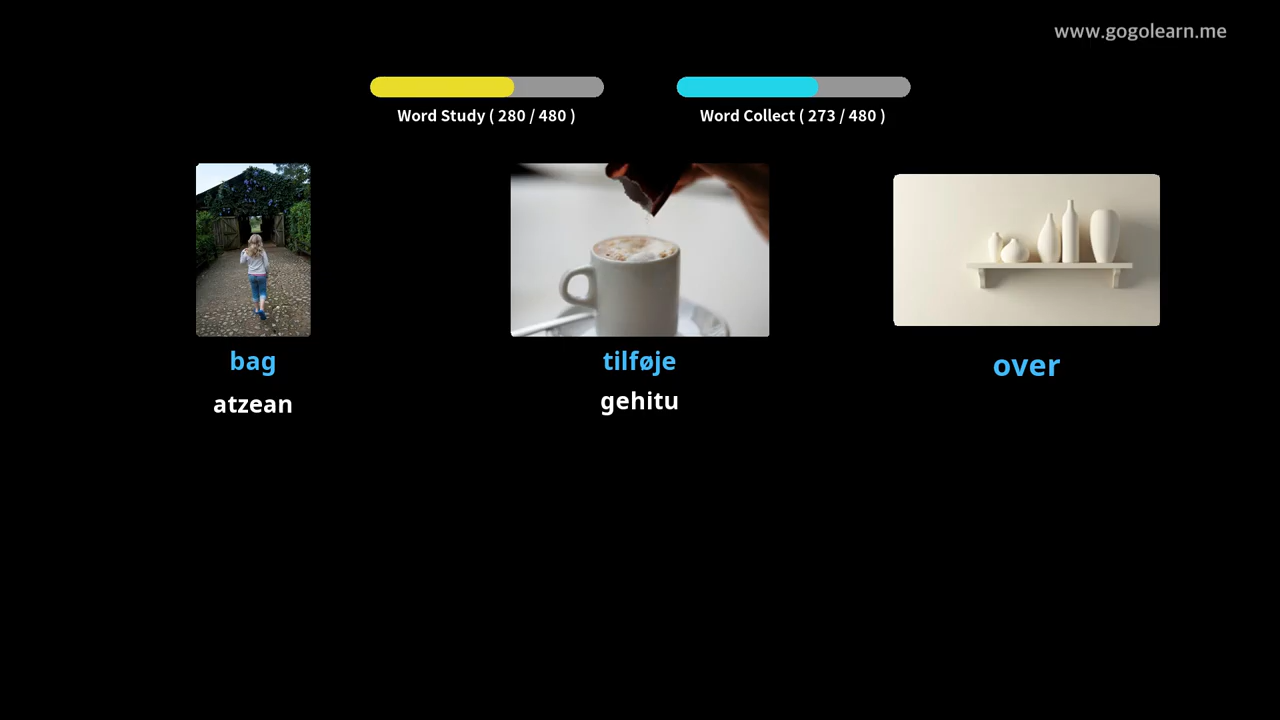 www.gogolearn.me
Word Study ( 280 / 480 )
Word Collect ( 273 / 480 )
bag
atzean
tilføje
gehitu
over